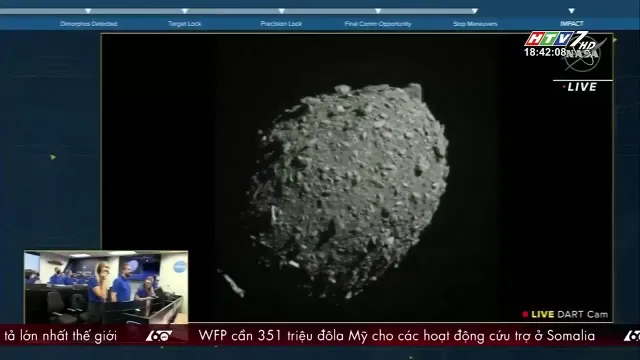 Dimorphos Detected
Target Lock
Precision Lock
Final Comm Opportunity
Stop Maneuvers
IMPACT
HTV7 HD
NASA
18:42:08
LIVE
LIVE DART Cam
tả lớn nhất thế giới
60
WFP cần 351 triệu đôla Mỹ cho các hoạt động cứu trợ ở Somalia
60